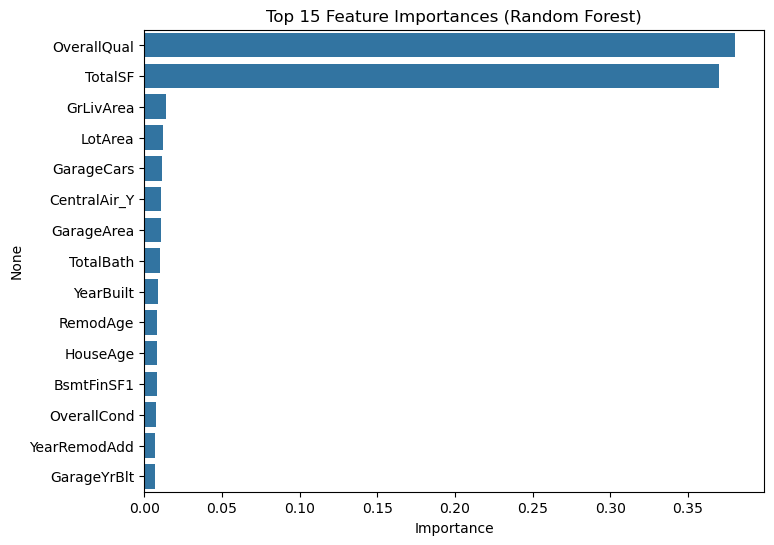 Top 15 Feature Importances (Random Forest)
OverallQual
TotalSF
GrLivArea
LotArea
GarageCars
CentralAir_Y
GarageArea
TotalBath
YearBuilt
RemodAge
HouseAge
BsmtFinSF1
OverallCond
YearRemodAdd
GarageYrBlt
None
0.00 0.05 0.10 0.15 0.20 0.25 0.30 0.35
Importance